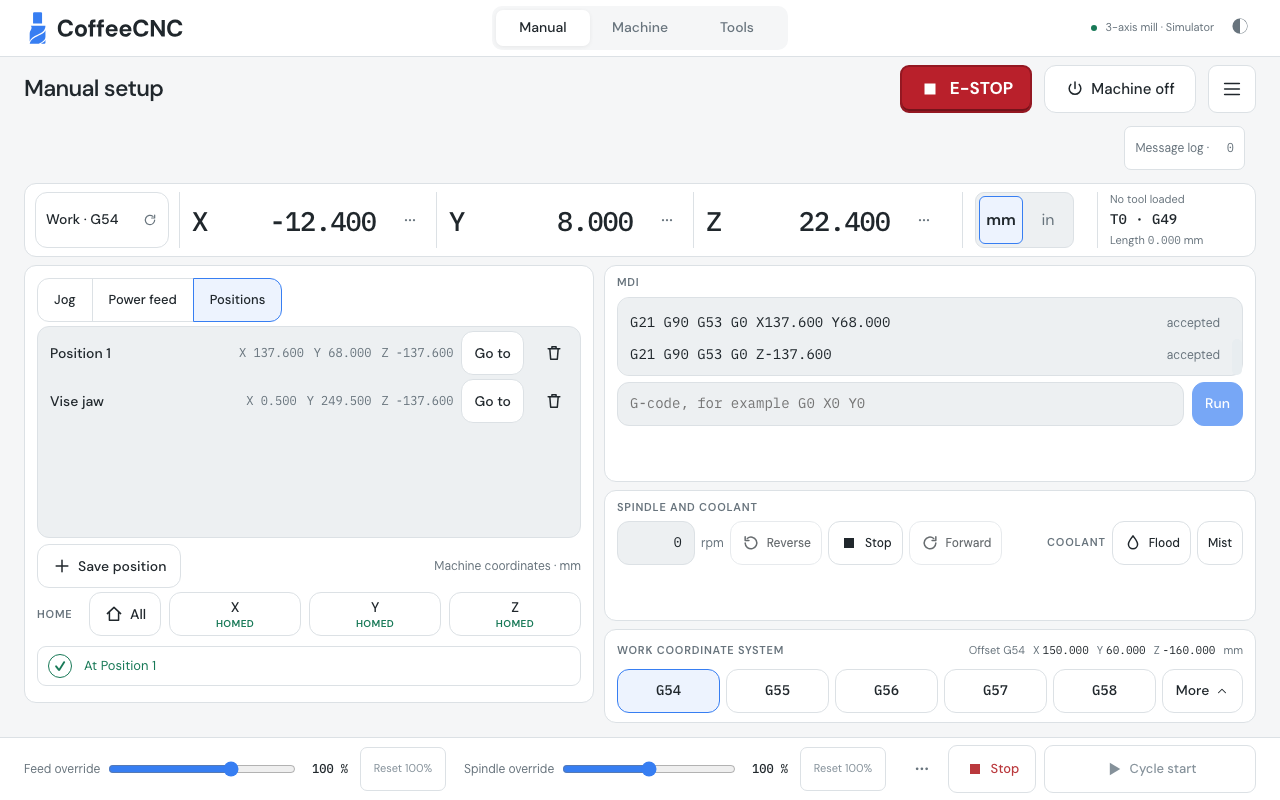 CoffeeCNC
Manual Machine Tools
3-axis mill · Simulator
Manual setup
E-STOP
Machine off
Message log · 0
Work · G54
X -12.400 ···
Y 8.000 ···
Z 22.400 ···
mm in
No tool loaded
T0 · G49
Length 0.000 mm
Jog Power feed Positions
Position 1 X 137.600 Y 68.000 Z -137.600 Go to
Vise jaw X 0.500 Y 249.500 Z -137.600 Go to
Save position
Machine coordinates · mm
HOME
All
X
HOMED
Y
HOMED
Z
HOMED
At Position 1
MDI
G21 G90 G53 G0 X137.600 Y68.000 accepted
G21 G90 G53 G0 Z-137.600 accepted
G-code, for example G0 X0 Y0
Run
SPINDLE AND COOLANT
0 rpm Reverse Stop Forward
COOLANT Flood Mist
WORK COORDINATE SYSTEM
Offset G54 X 150.000 Y 60.000 Z -160.000 mm
G54 G55 G56 G57 G58 More
Feed override 100 % Reset 100%
Spindle override 100 % Reset 100%
···
Stop
Cycle start